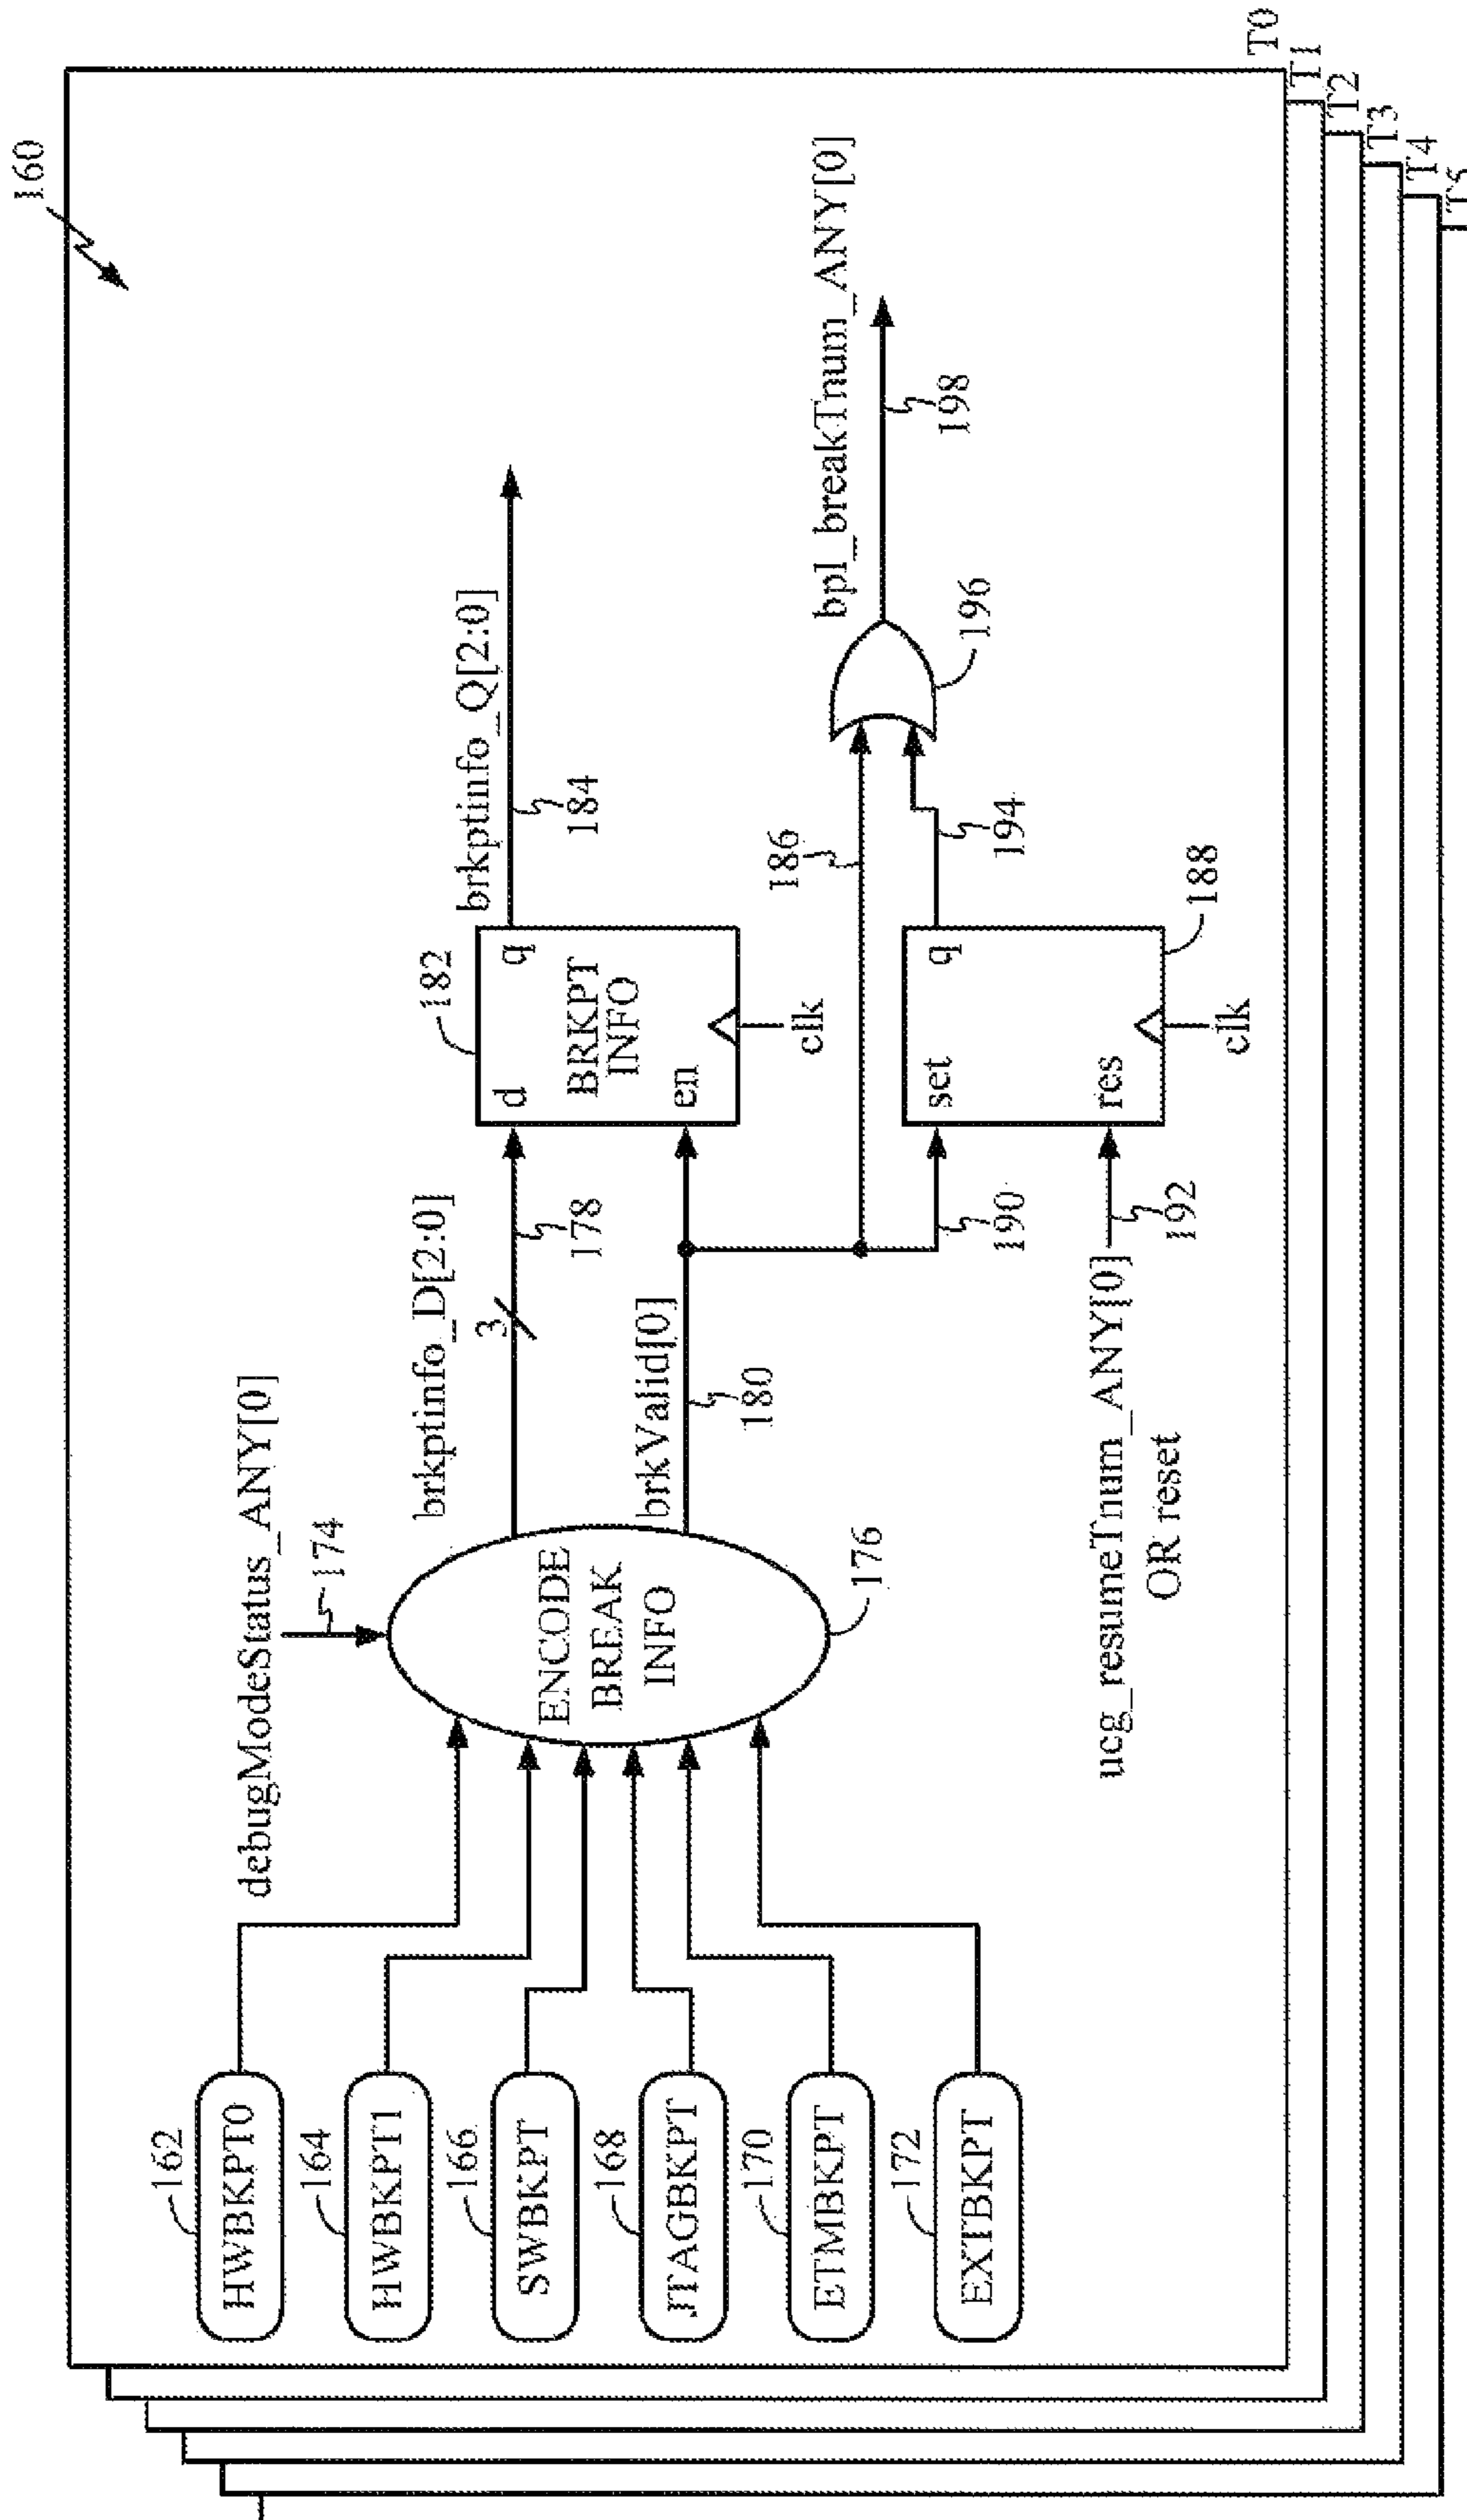 160
162
HWBKPT0
164
HWBKPT1
166
SWBKPT
168
JTAGBKPT
170
ETMBKPT
172
EXTBKPT
debugModeStatus_ANY[0]
174
ENCODE
BREAK
INFO
176
brkptinfo_D[2:0]
3
178
brkValid[0]
180
182
d
q
BRKPT
INFO
en
clk
brkptinfo_Q[2:0]
184
186
190
ucg_resumeTnum_ANY[0]
OR reset
192
set
q
res
clk
188
194
196
bpl_breakTnum_ANY[0]
198
T0
T1
T2
T3
T4
T5